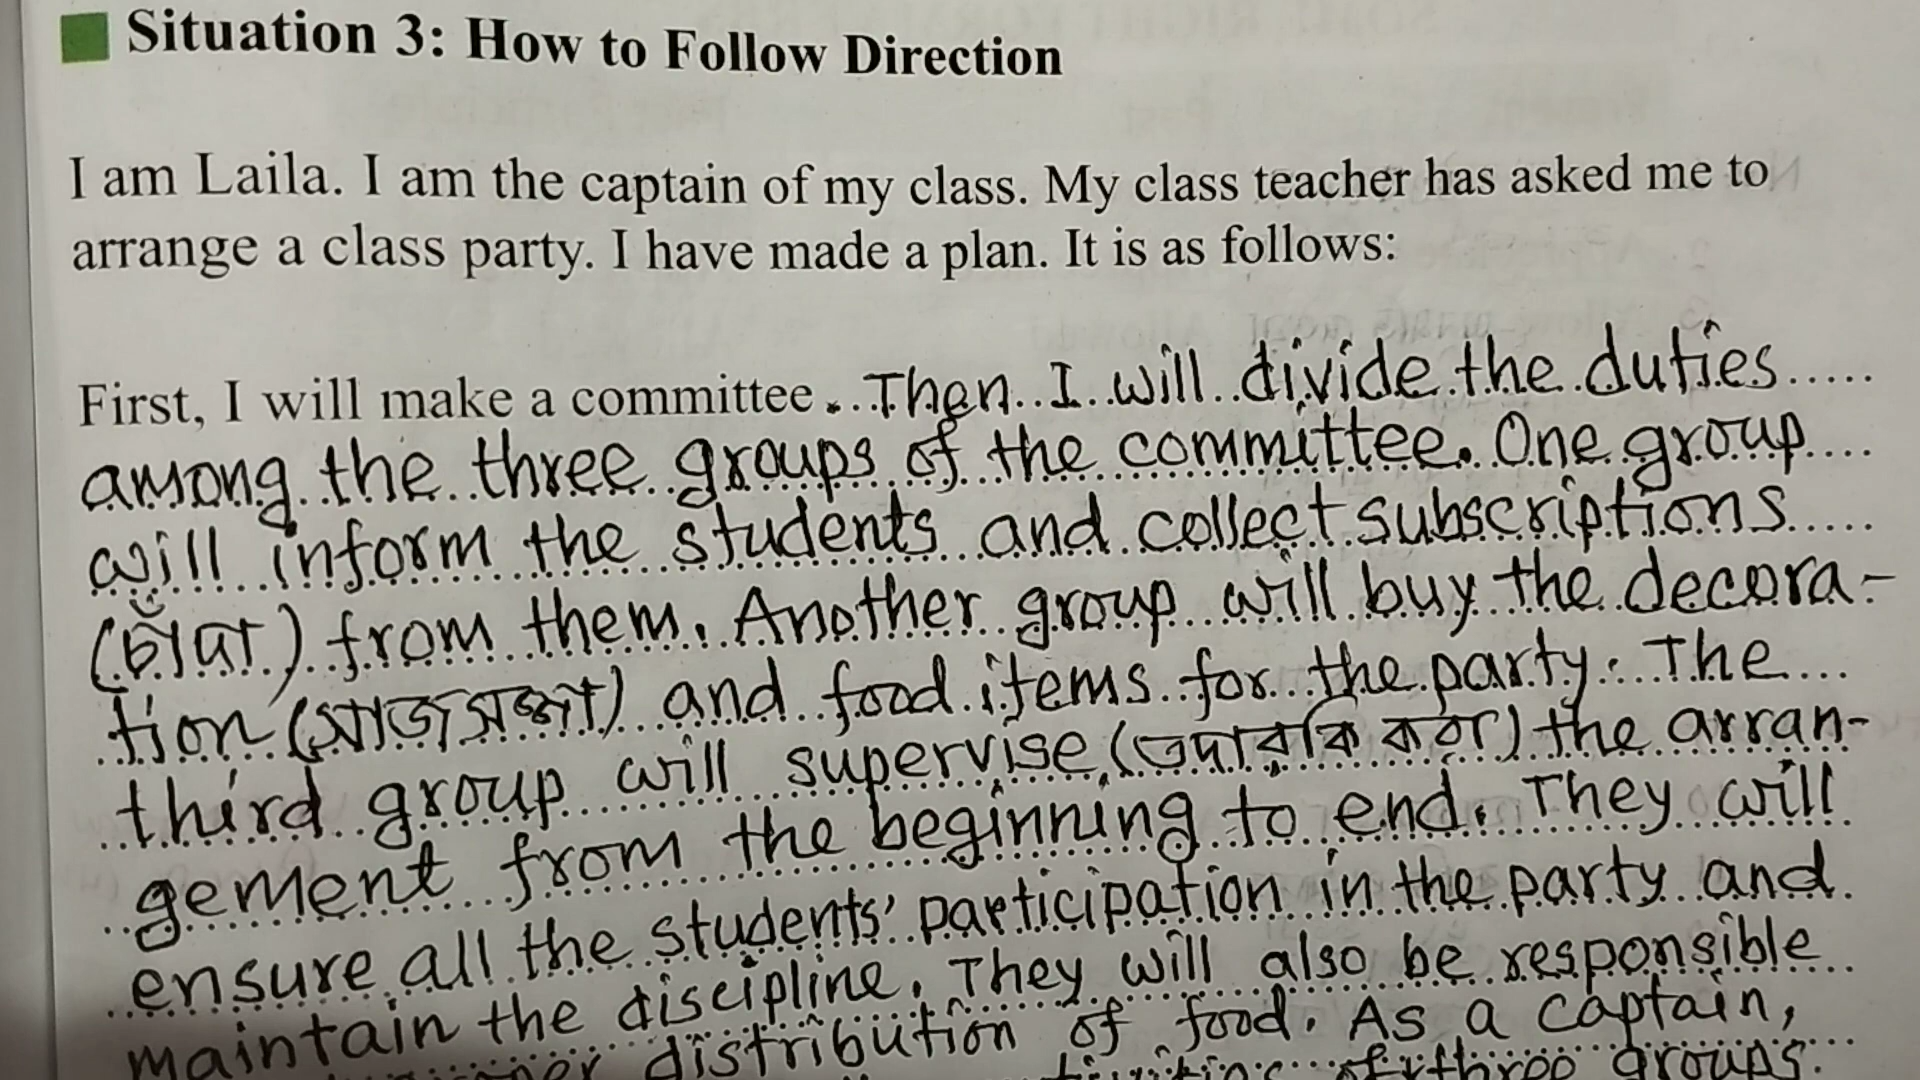 Situation 3: How to Follow Direction
I am Laila. I am the captain of my class. My class teacher has asked me to
arrange a class party. I have made a plan. It is as follows:
First, I will make a committee. Then I will divide the duties
among the three groups of the committee. One group
will inform the students and collect subscriptions
(চাঁদা) from them. Another group will buy the decora-
tion (সাজসজ্জা) and food items for the party. The
third group will supervise (তদারকি করা) the arran-
gement from the beginning to end. They will
ensure all the students' participation in the party and
maintain the discipline. They will also be responsible
distribution of food. As a captain,
of three groups.